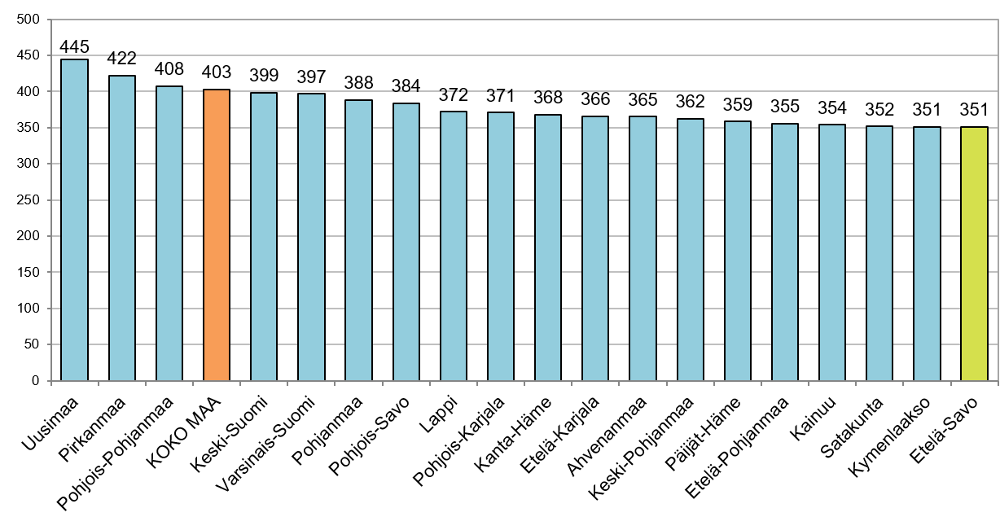 500
450
400
350
300
250
200
150
100
50
0
445
422
408
403
399
397
388
384
372
371
368
366
365
362
359
355
354
352
351
351
Uusimaa
Pirkanmaa
Pohjois-Pohjanmaa
KOKO MAA
Keski-Suomi
Varsinais-Suomi
Pohjanmaa
Pohjois-Savo
Lappi
Pohjois-Karjala
Kanta-Häme
Etelä-Karjala
Ahvenanmaa
Keski-Pohjanmaa
Päijät-Häme
Etelä-Pohjanmaa
Kainuu
Satakunta
Kymenlaakso
Etelä-Savo